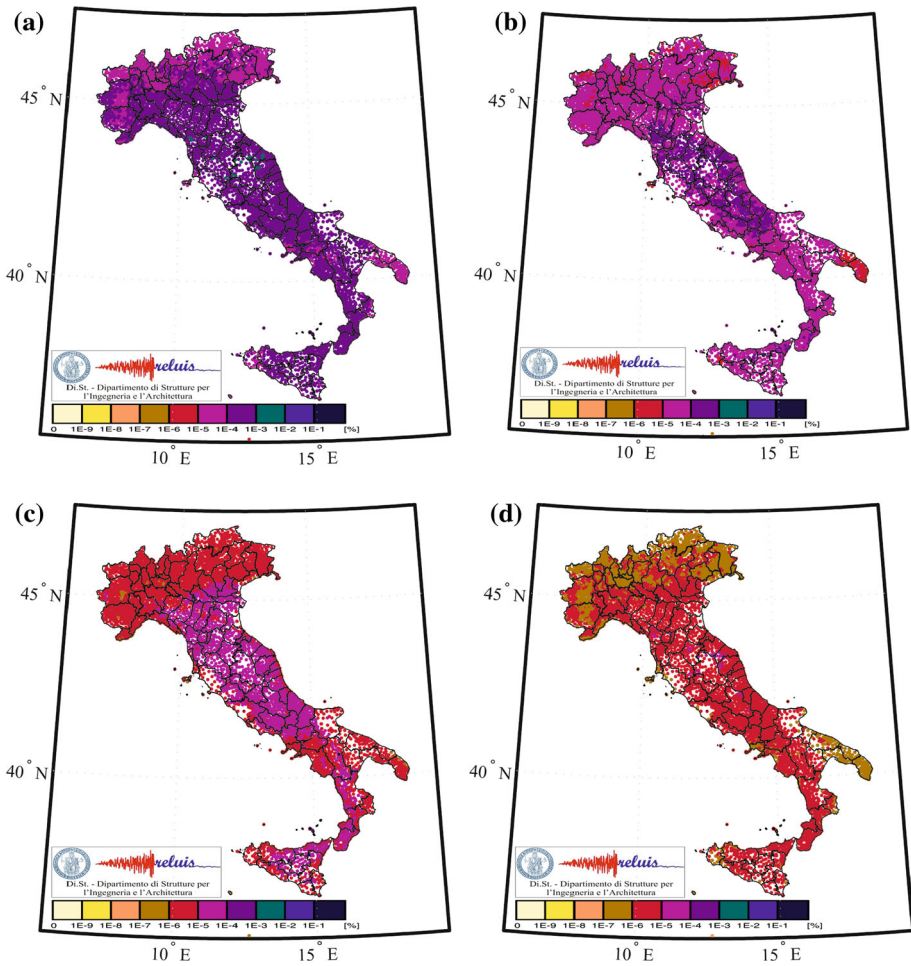 (a)
45°N
40°N
reluis
Di.St. - Dipartimento di Strutture per
l'Ingegneria e l'Architettura
0 1E-9 1E-8 1E-7 1E-6 1E-5 1E-4 1E-3 1E-2 1E-1 [%]
10°E 15°E
(b)
45°N
40°N
reluis
Di.St. - Dipartimento di Strutture per
l'Ingegneria e l'Architettura
0 1E-9 1E-8 1E-7 1E-6 1E-5 1E-4 1E-3 1E-2 1E-1 [%]
10°E 15°E
(c)
45°N
40°N
reluis
Di.St. - Dipartimento di Strutture per
l'Ingegneria e l'Architettura
0 1E-9 1E-8 1E-7 1E-6 1E-5 1E-4 1E-3 1E-2 1E-1 [%]
10°E 15°E
(d)
45°N
40°N
reluis
Di.St. - Dipartimento di Strutture per
l'Ingegneria e l'Architettura
0 1E-9 1E-8 1E-7 1E-6 1E-5 1E-4 1E-3 1E-2 1E-1 [%]
10°E 15°E